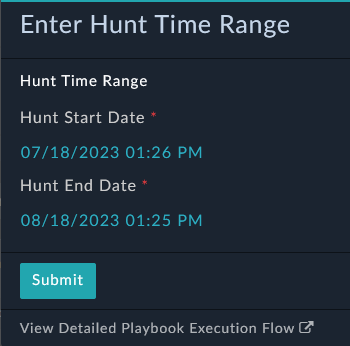 Enter Hunt Time Range
Hunt Time Range
Hunt Start Date *
07/18/2023 01:26 PM
Hunt End Date *
08/18/2023 01:25 PM
Submit
View Detailed Playbook Execution Flow